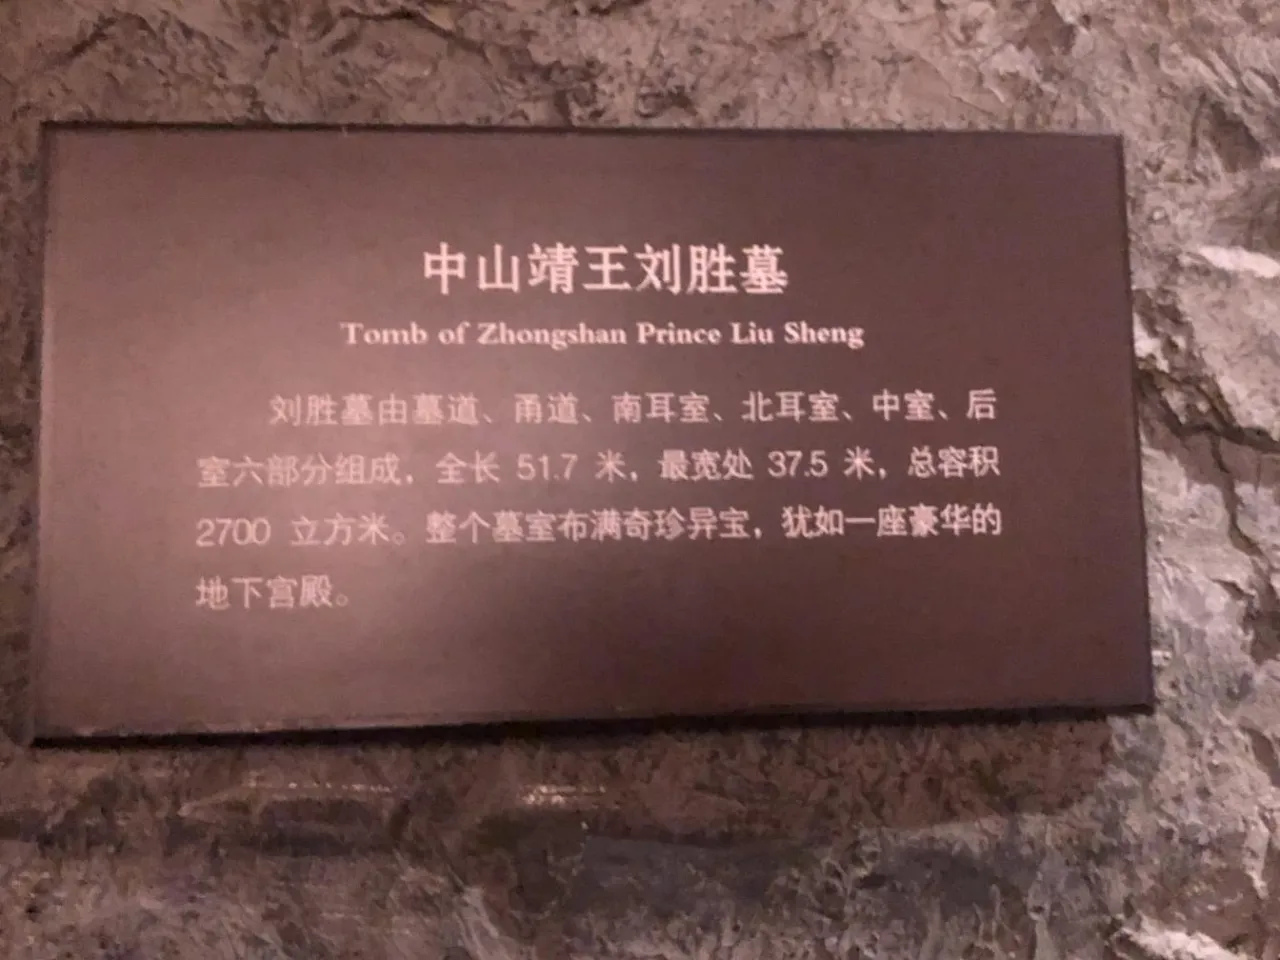 中山靖王刘胜墓
Tomb of Zhongshan Prince Liu Sheng
刘胜墓由墓道、甬道、南耳室、北耳室、中室、后
室六部分组成，全长 51.7 米，最宽处 37.5 米，总容积
2700 立方米。整个墓室布满奇珍异宝，犹如一座豪华的
地下宫殿。